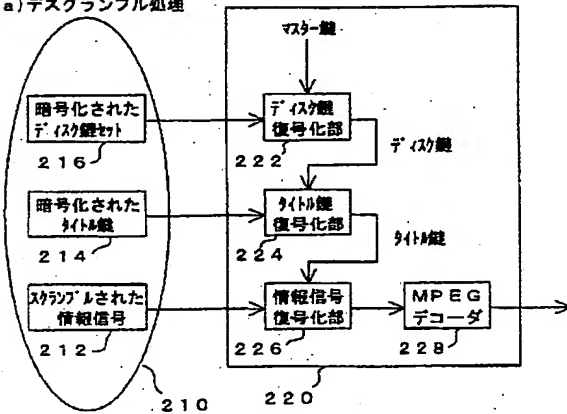 a)デスクランブル処理
マスター鍵
暗号化された
ディスク鍵セット
216
ディスク鍵
復号化部
222
ディスク鍵
暗号化された
タイトル鍵
214
タイトル鍵
復号化部
224
タイトル鍵
スクランブルされた
情報信号
212
情報信号
復号化部
226
MPEG
デコーダ
228
210
220